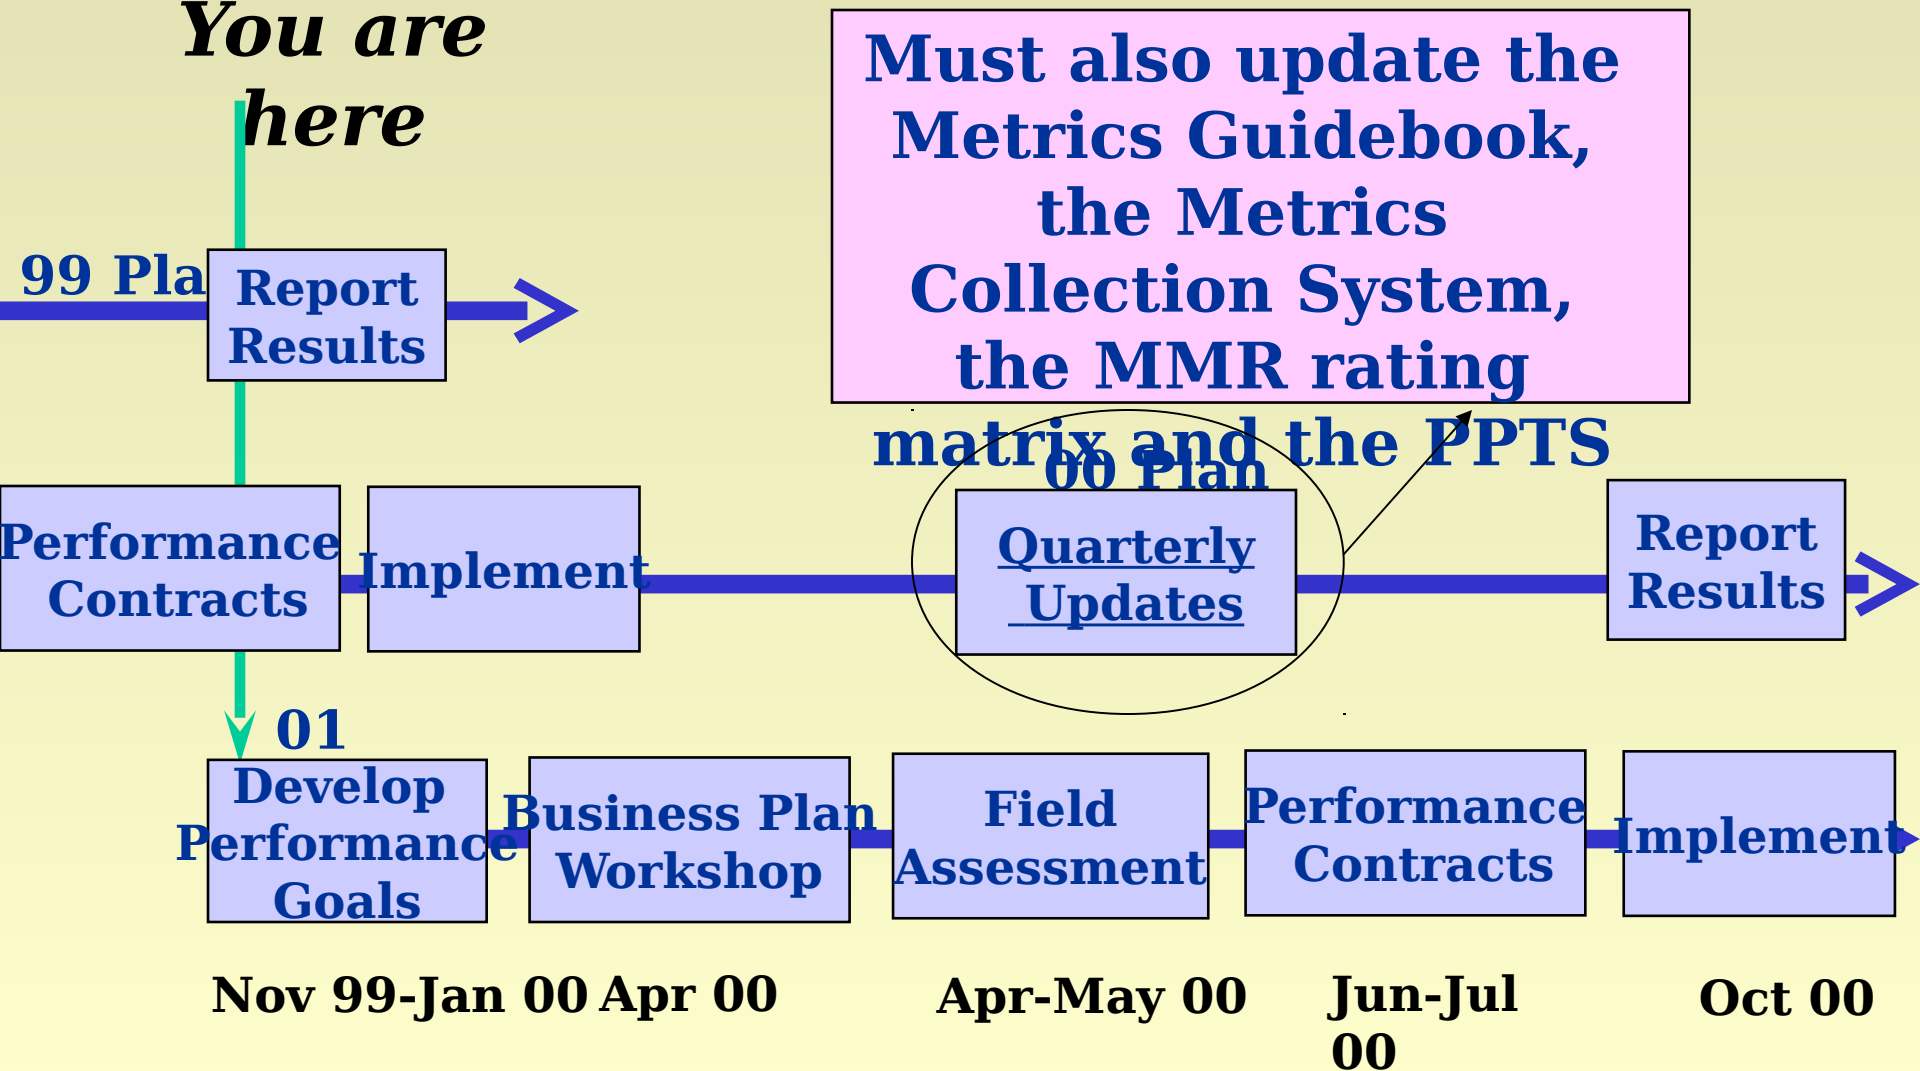 You are
here
Must also update the
Metrics Guidebook,
the Metrics
Collection System,
the MMR rating
matrix and the PPTS
99 Pla
Report
Results
00 Plan
Performance
Contracts
Implement
Quarterly
Updates
Report
Results
01
Develop
Performance
Goals
Business Plan
Workshop
Field
Assessment
Performance
Contracts
Implement
Nov 99-Jan 00
Apr 00
Apr-May 00
Jun-Jul
00
Oct 00